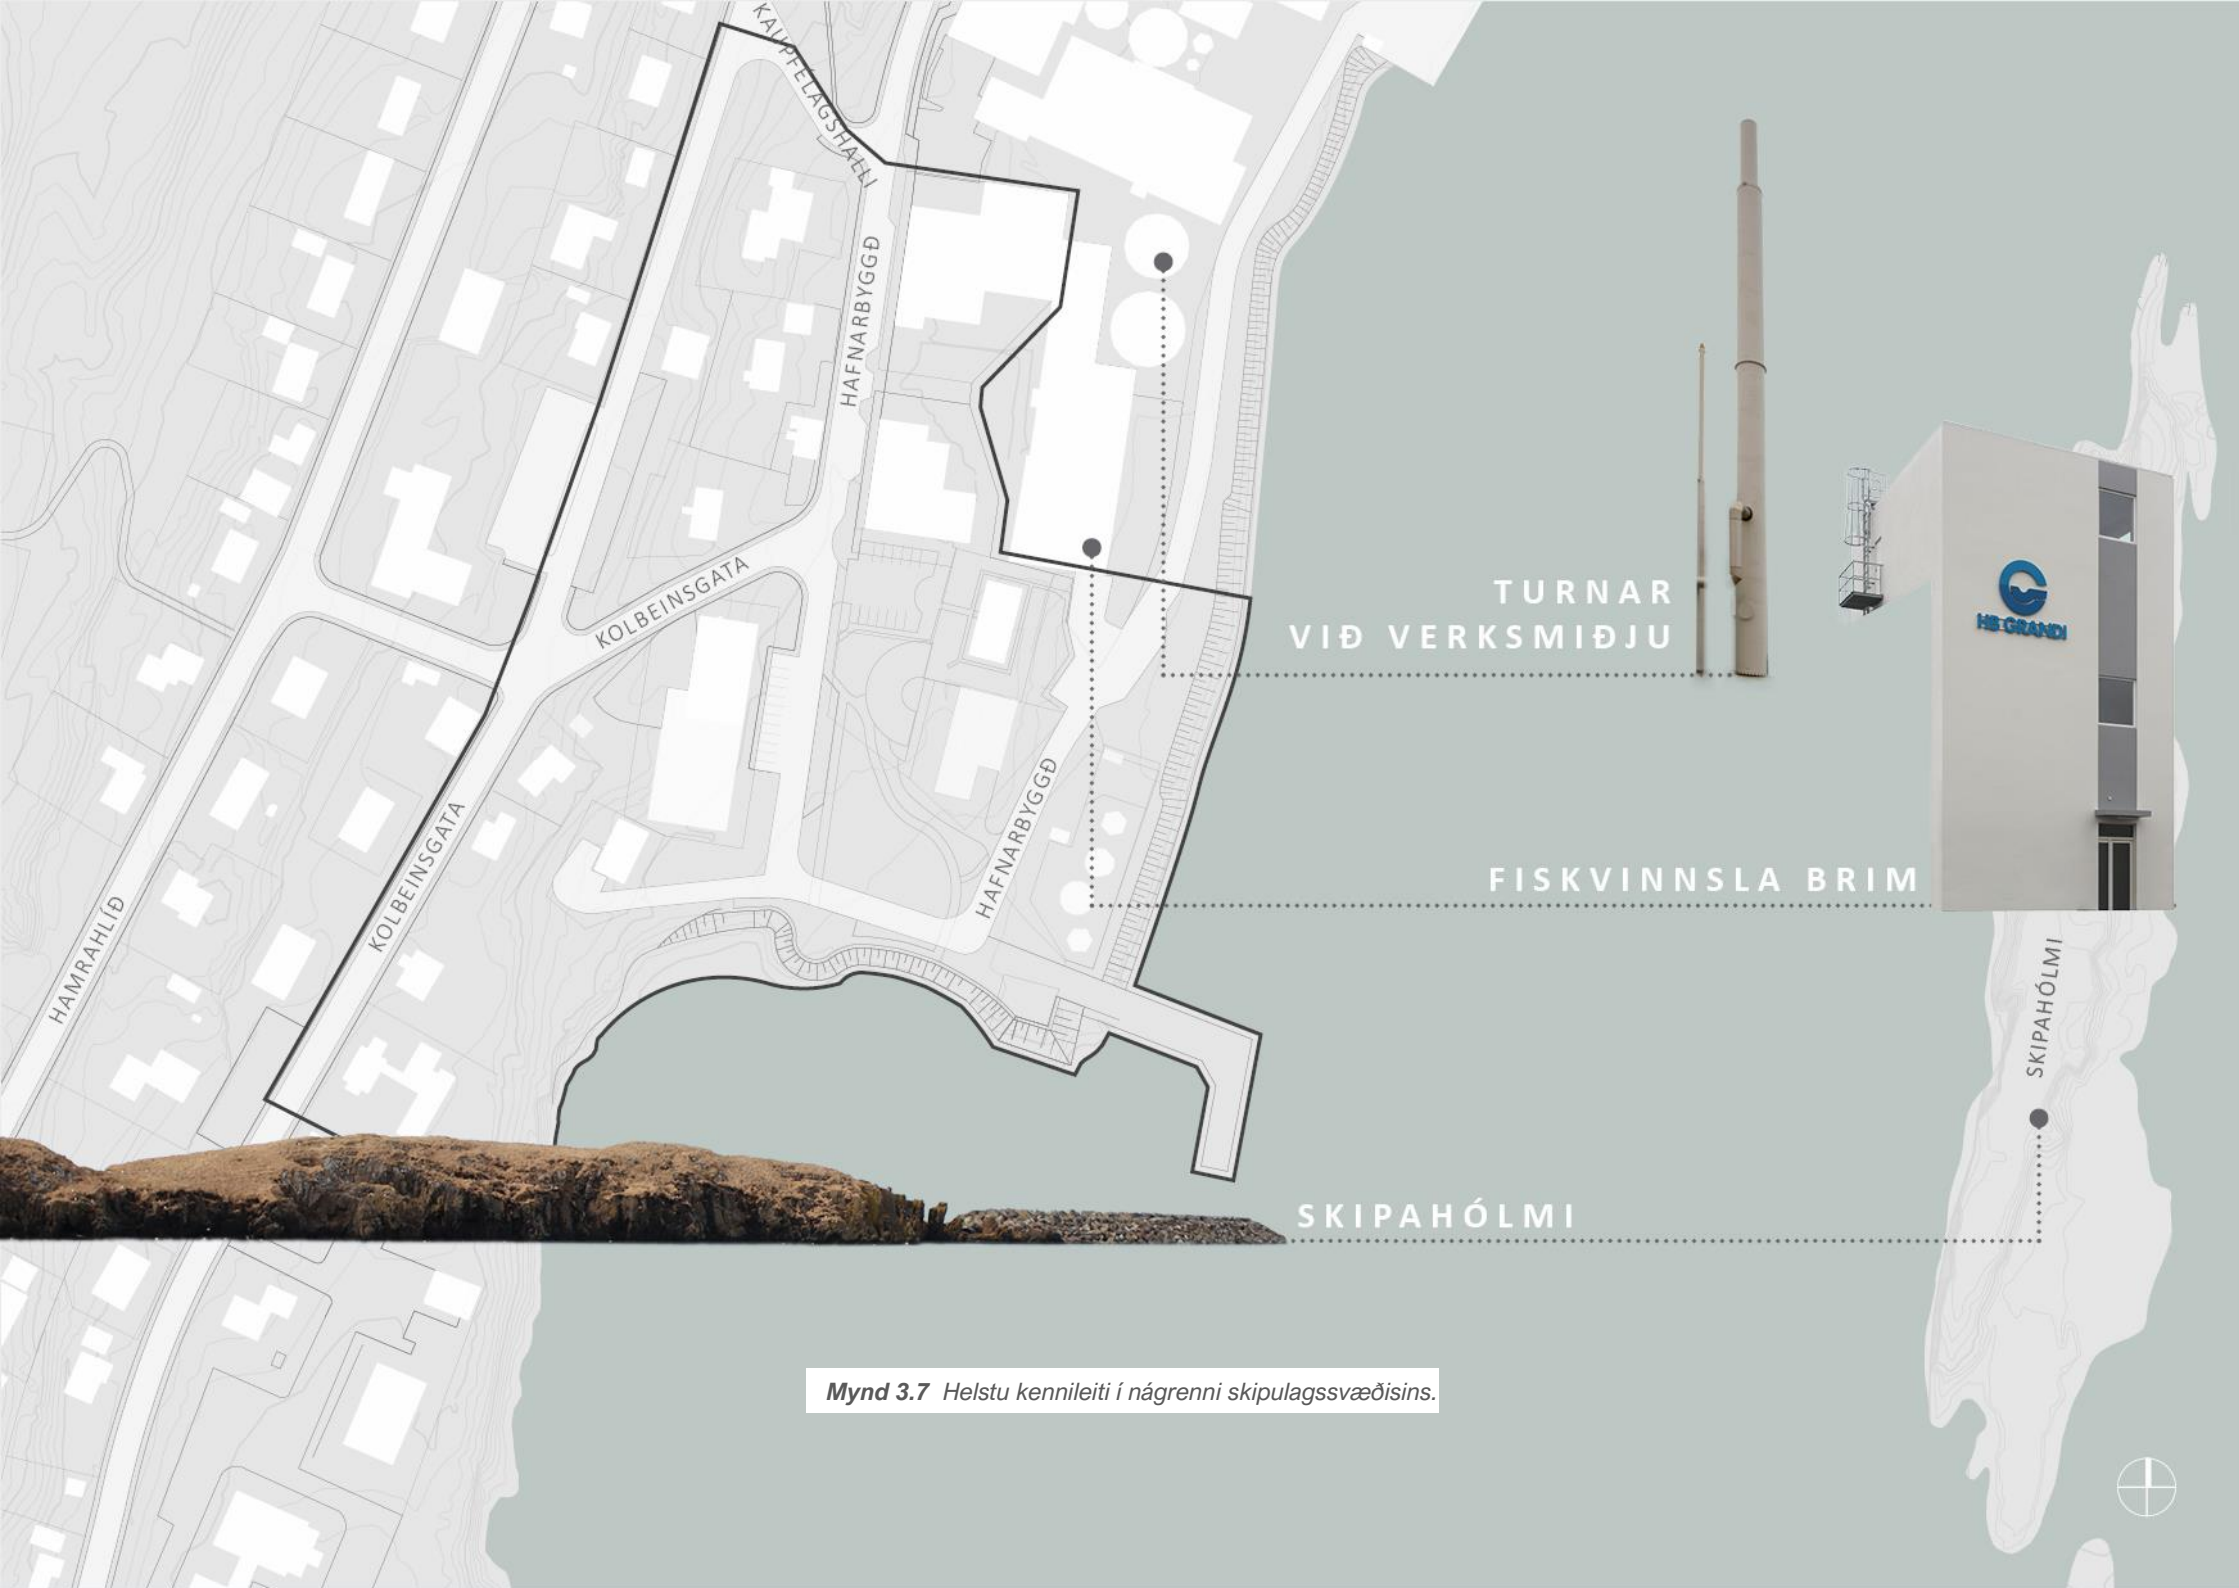 KAUPFÉLAGSHALLI
HAFNARBYGGÐ
KOLBEINSGATA
TURNAR
VIÐ VERKSMIÐJU
HB GRANDI
HAFNARBYGGÐ
KOLBEINSGATA
HAMRAHLÍÐ
FISKVINNSLA BRIM
SKIPAHÓLMI
SKIPAHÓLMI
Mynd 3.7 Helstu kennileiti í nágrenni skipulagssvæðisins.